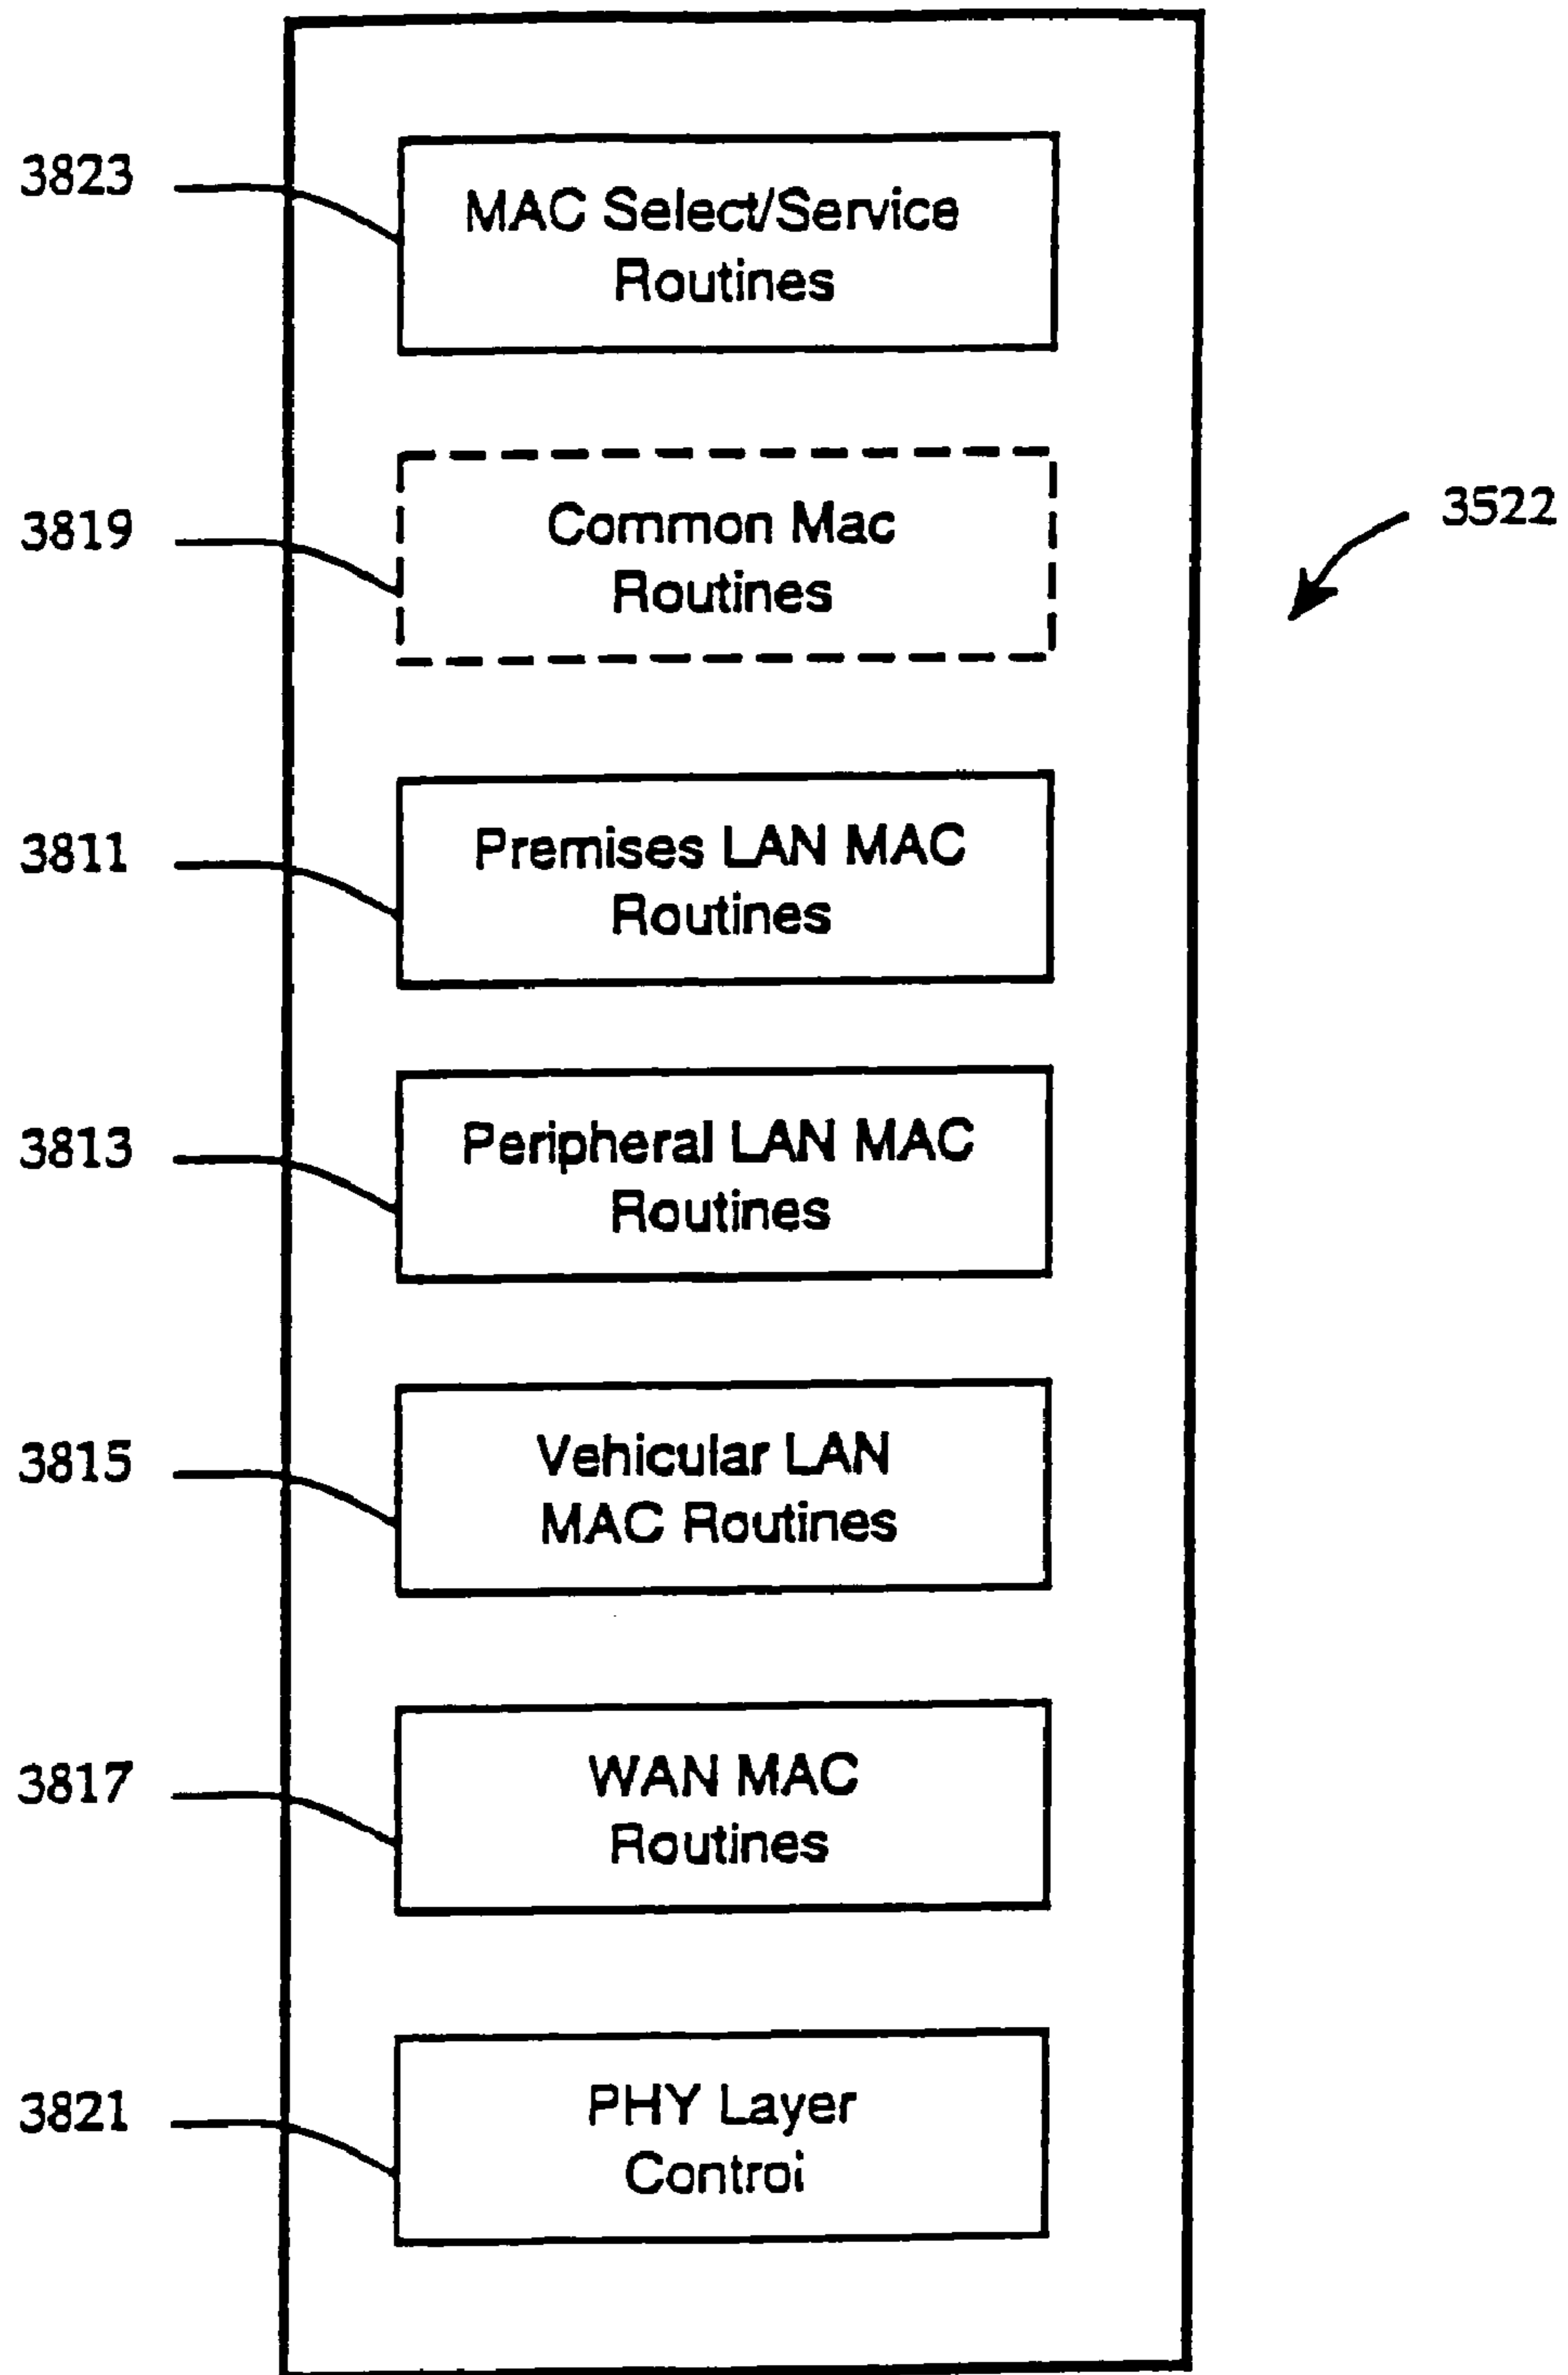 3823
MAC Select/Service
Routines
3819
Common Mac
Routines
3522
3811
Premises LAN MAC
Routines
3813
Peripheral LAN MAC
Routines
3815
Vehicular LAN
MAC Routines
3817
WAN MAC
Routines
3821
PHY Layer
Control